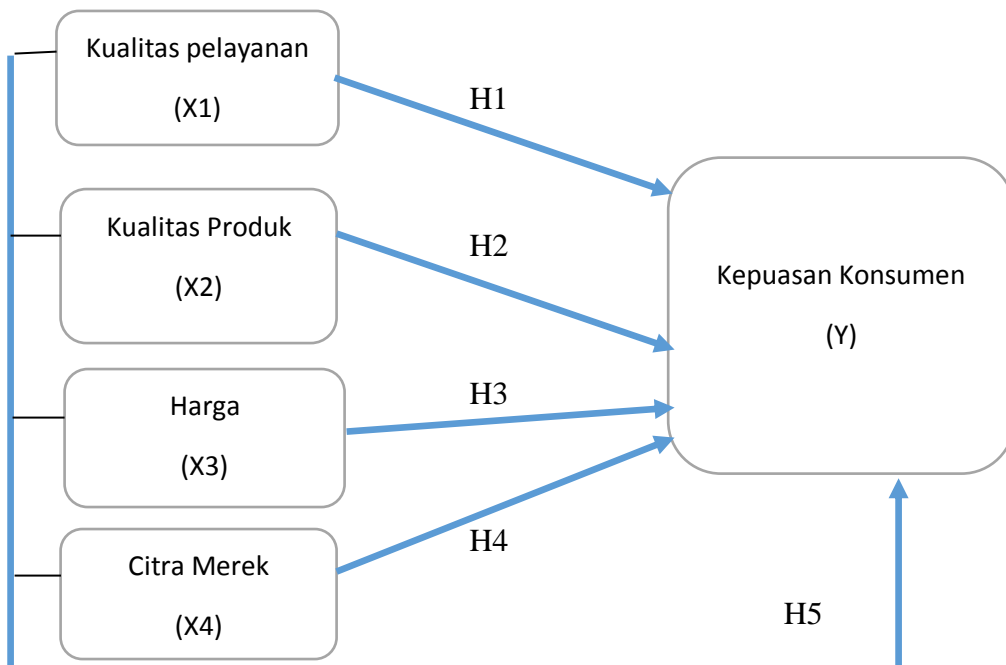 Kualitas pelayanan
(X1)
H1
Kualitas Produk
(X2)
H2
Kepuasan Konsumen
(Y)
Harga
(X3)
H3
Citra Merek
(X4)
H4
H5